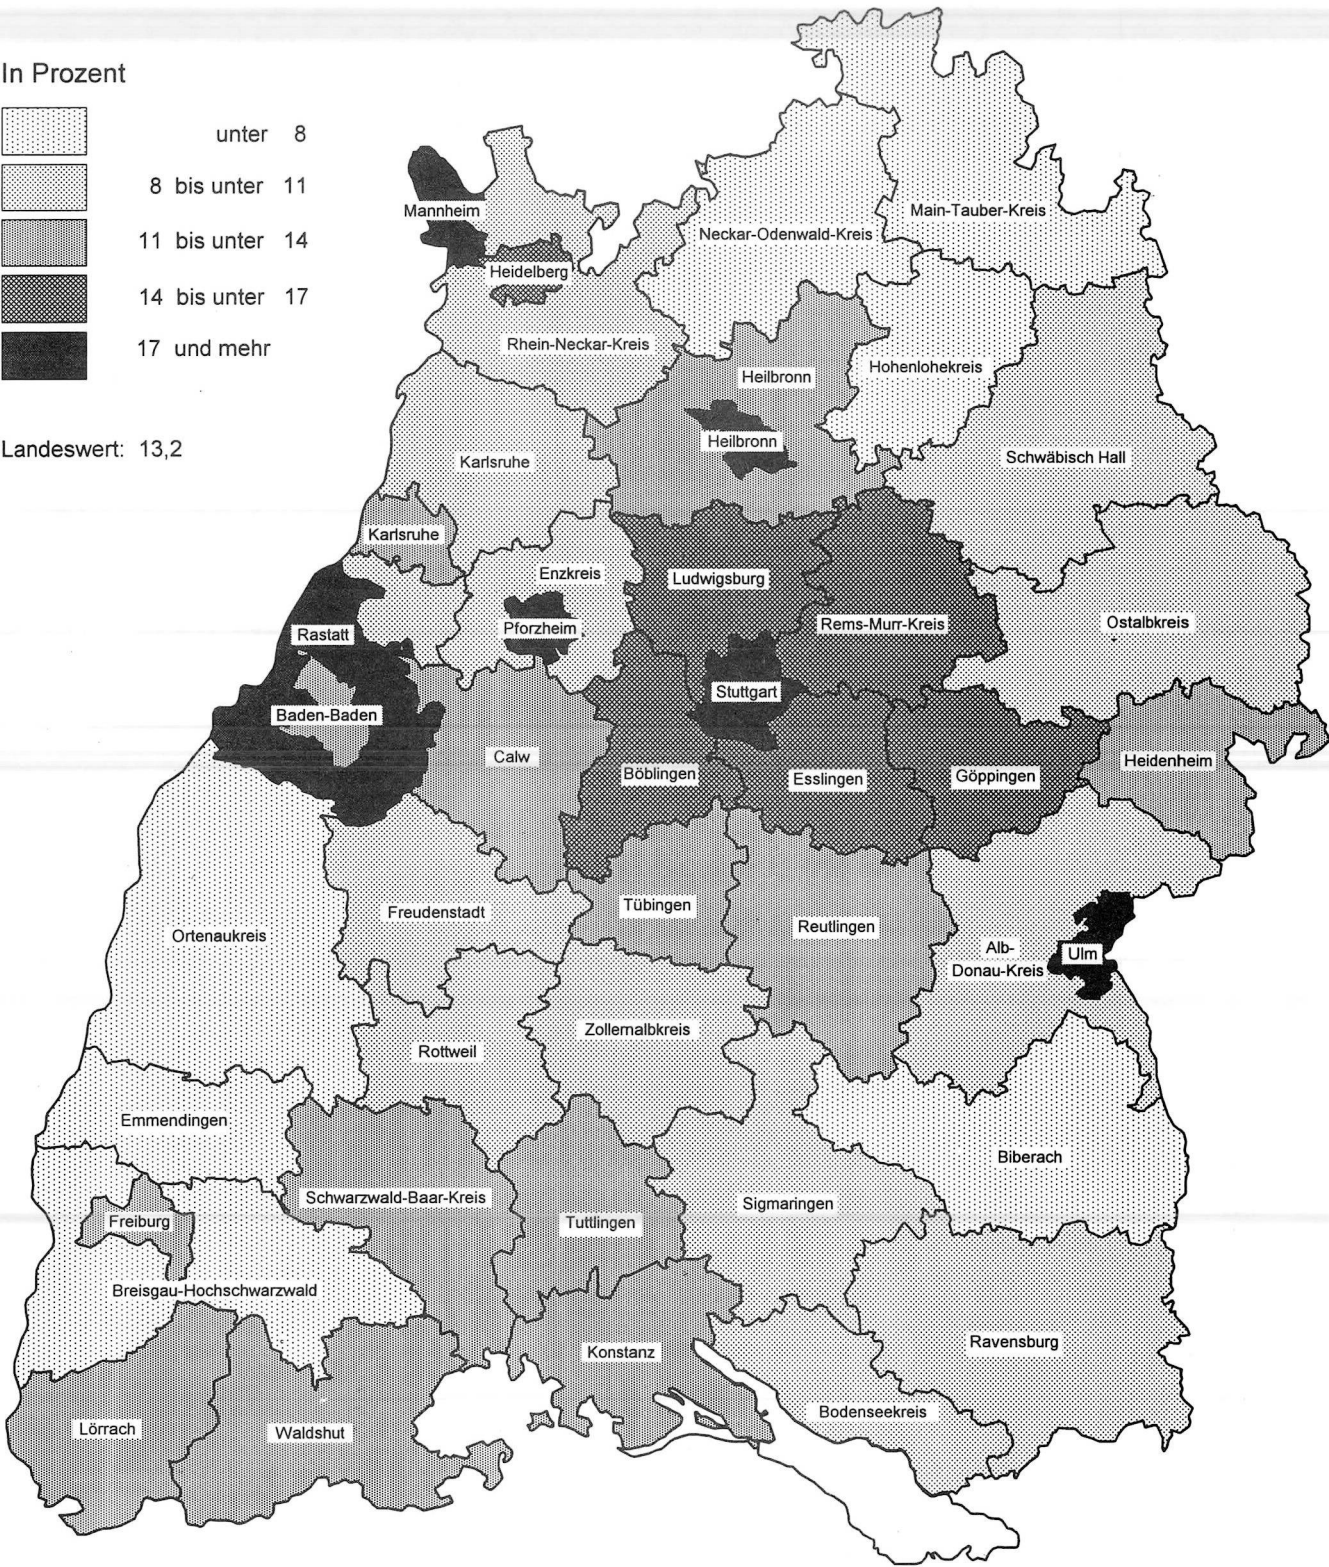 In Prozent
unter 8
8 bis unter 11
11 bis unter 14
14 bis unter 17
17 und mehr
Landeswert: 13,2
Mannheim
Main-Tauber-Kreis
Neckar-Odenwald-Kreis
Heidelberg
Rhein-Neckar-Kreis
Hohenlohekreis
Heilbronn
Heilbronn
Schwäbisch Hall
Karlsruhe
Karlsruhe
Enzkreis
Ludwigsburg
Pforzheim
Rems-Murr-Kreis
Ostalbkreis
Rastatt
Stuttgart
Baden-Baden
Calw
Böblingen
Esslingen
Göppingen
Heidenheim
Freudenstadt
Tübingen
Reutlingen
Ortenaukreis
Alb-
Donau-Kreis
Ulm
Zollernalbkreis
Rottweil
Emmendingen
Biberach
Schwarzwald-Baar-Kreis
Sigmaringen
Freiburg
Tuttlingen
Breisgau-Hochschwarzwald
Ravensburg
Konstanz
Bodenseekreis
Lörrach
Waldshut